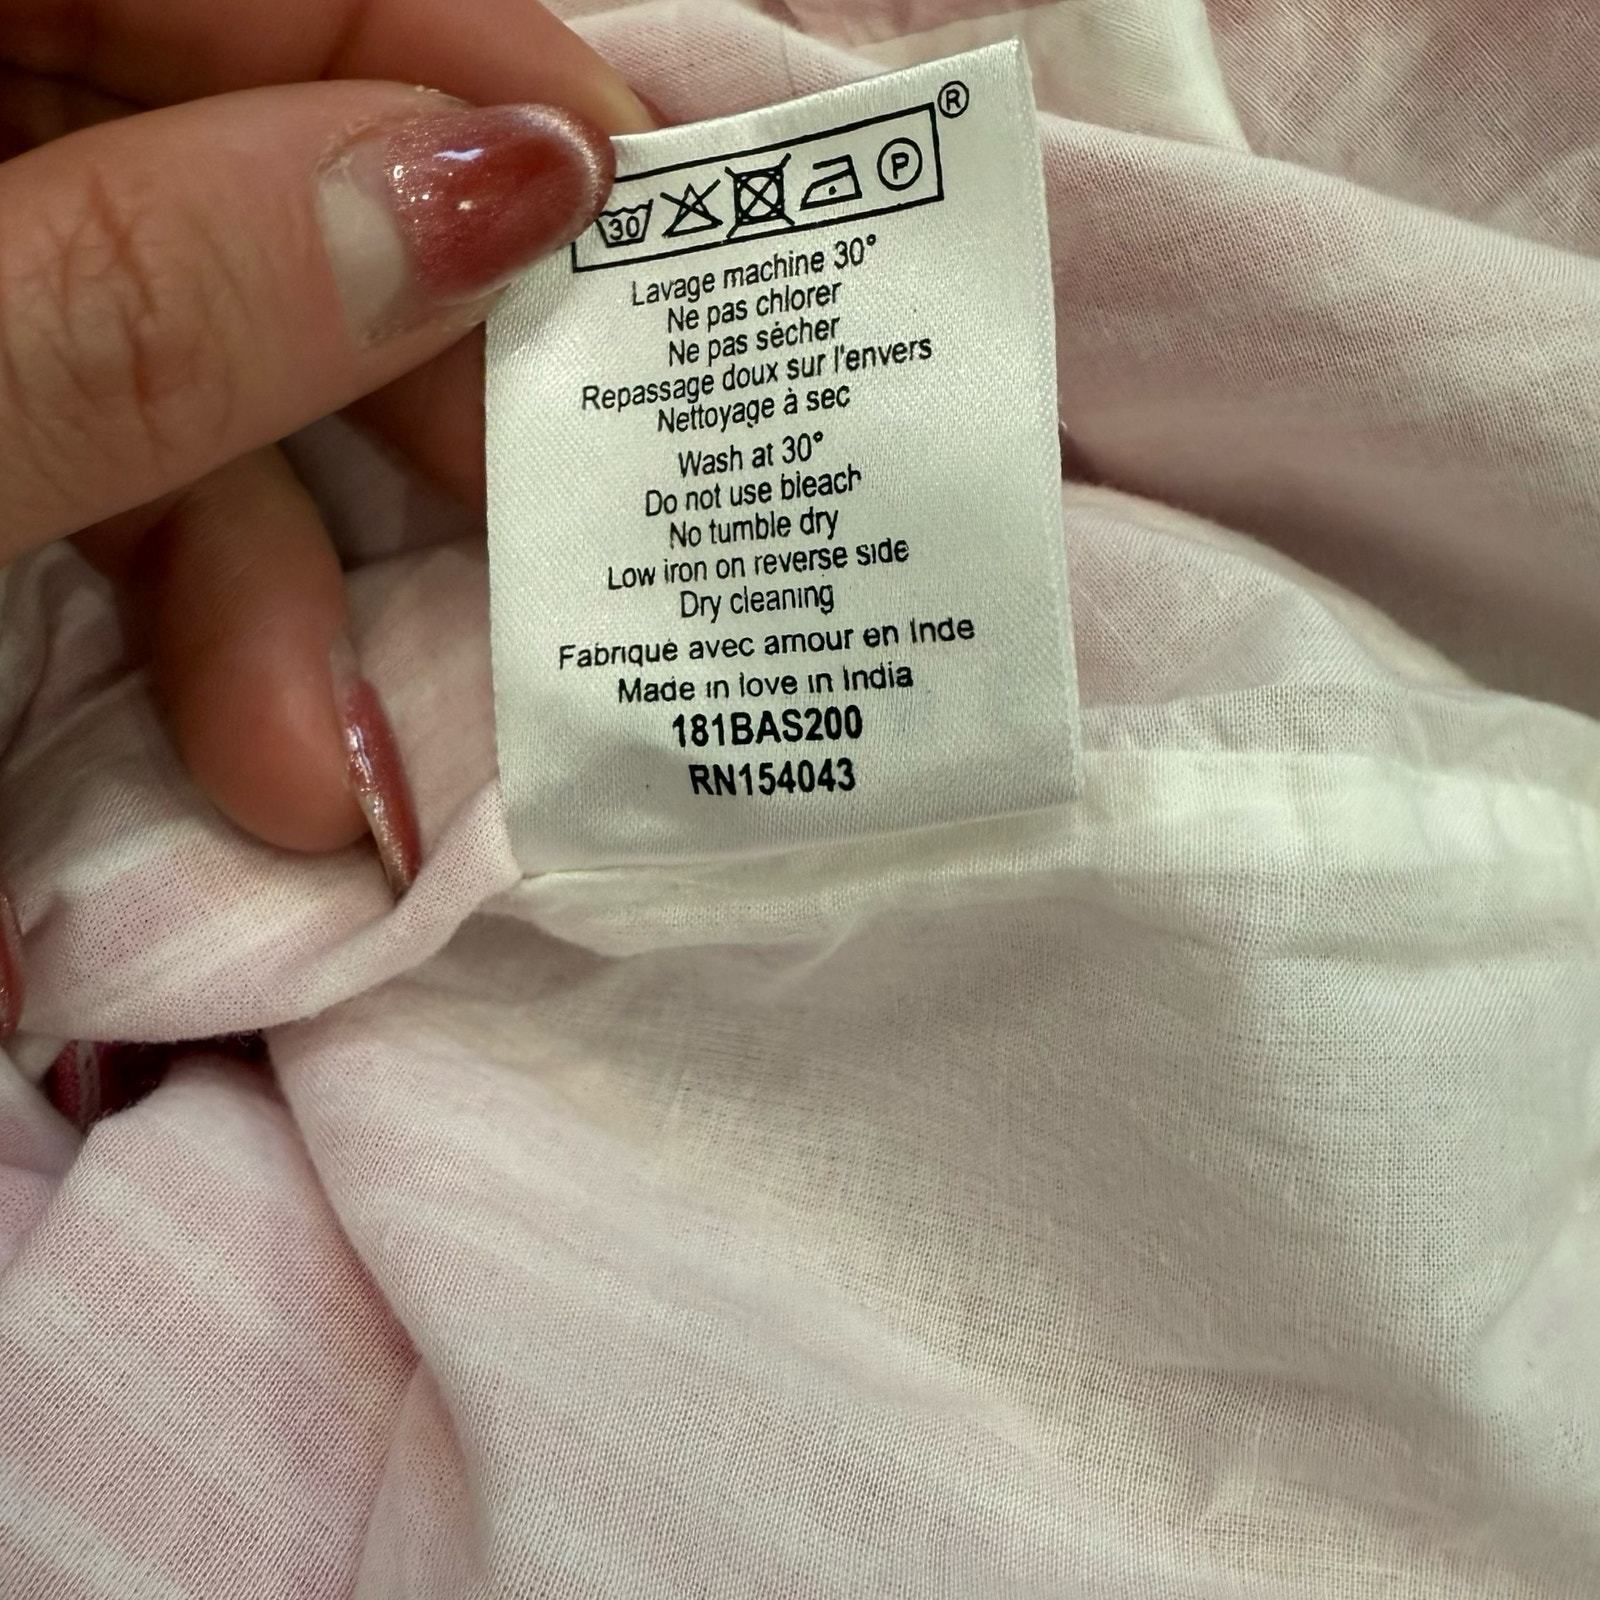 ®
30 P
Lavage machine 30°
Ne pas chlorer
Ne pas sécher
Repassage doux sur l'envers
Nettoyage à sec
Wash at 30°
Do not use bleach
No tumble dry
Low iron on reverse side
Dry cleaning
Fabriqué avec amour en Inde
Made in love in India
181BAS200
RN154043